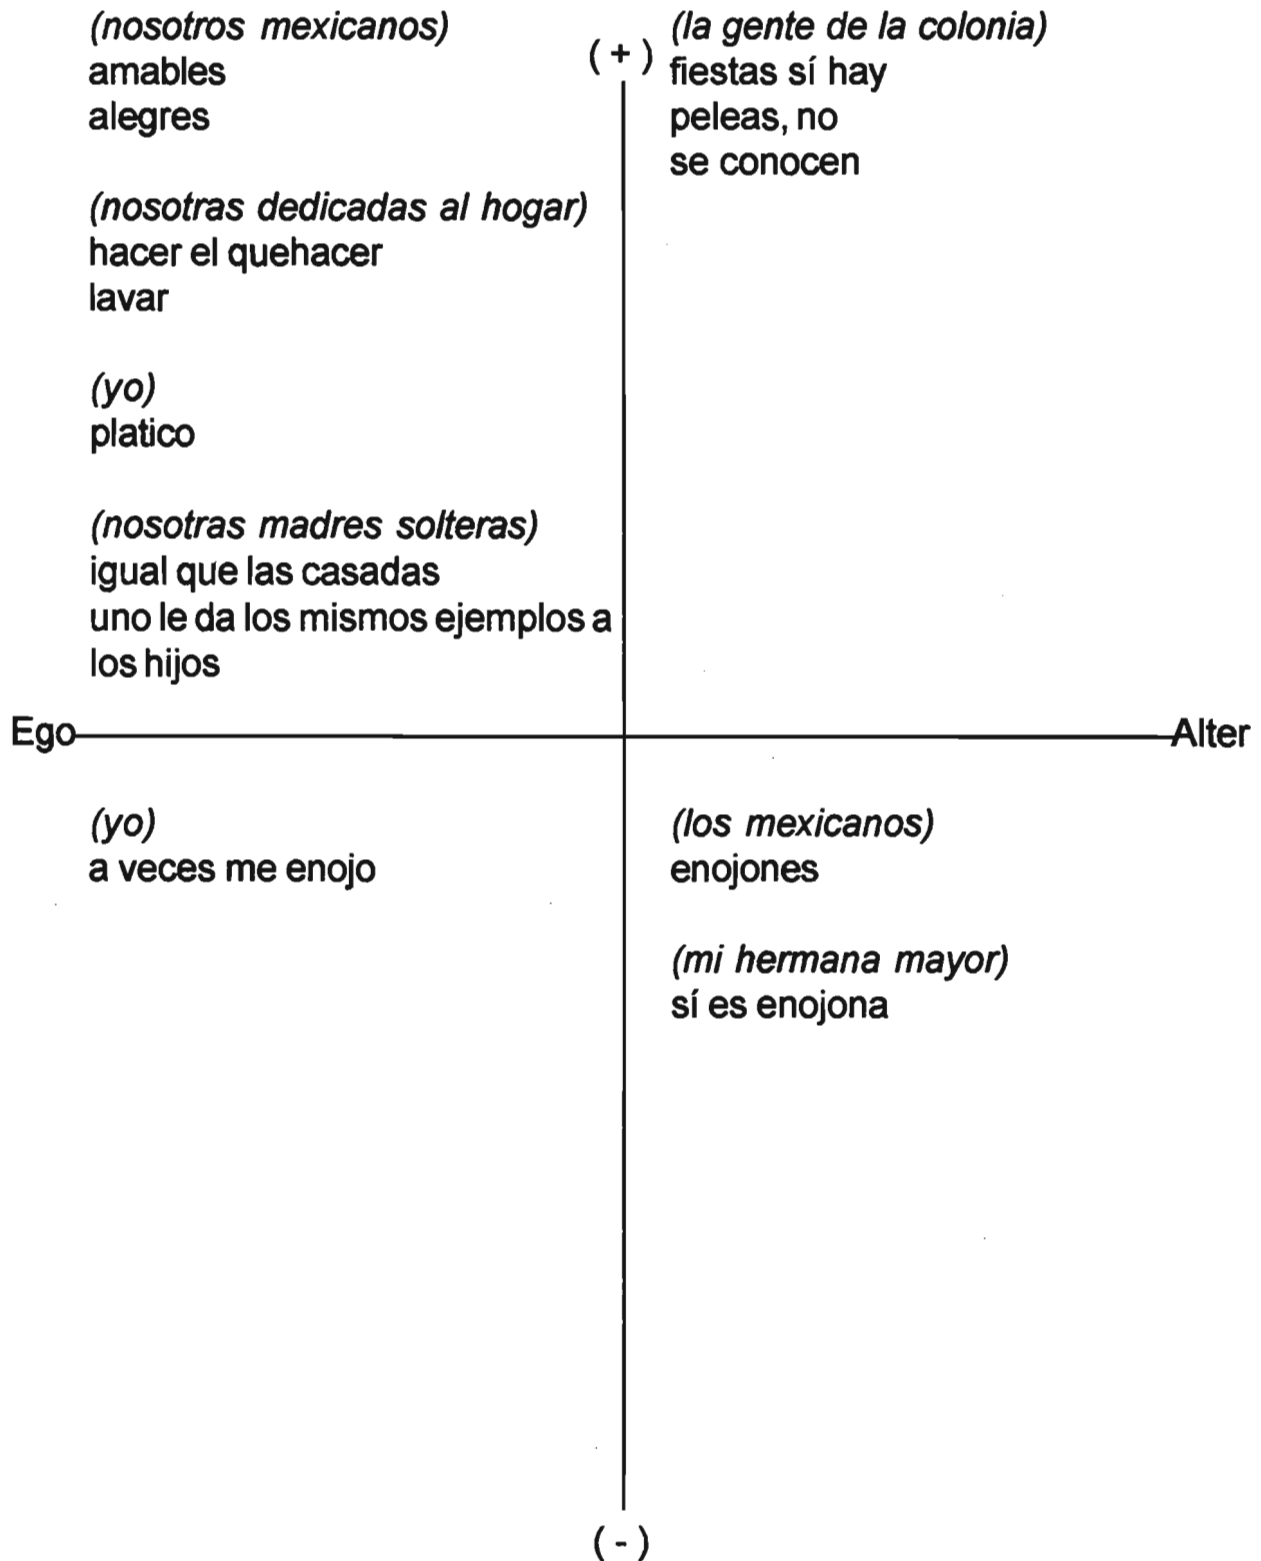 (nosotros mexicanos)
amables
alegres
(nosotras dedicadas al hogar)
hacer el quehacer
lavar
(yo)
platico
(nosotras madres solteras)
igual que las casadas
uno le da los mismos ejemplos a
los hijos
( + )
(la gente de la colonia)
fiestas sí hay
peleas, no
se conocen
Ego
Alter
(yo)
a veces me enojo
(los mexicanos)
enojones
(mi hermana mayor)
sí es enojona
( - )